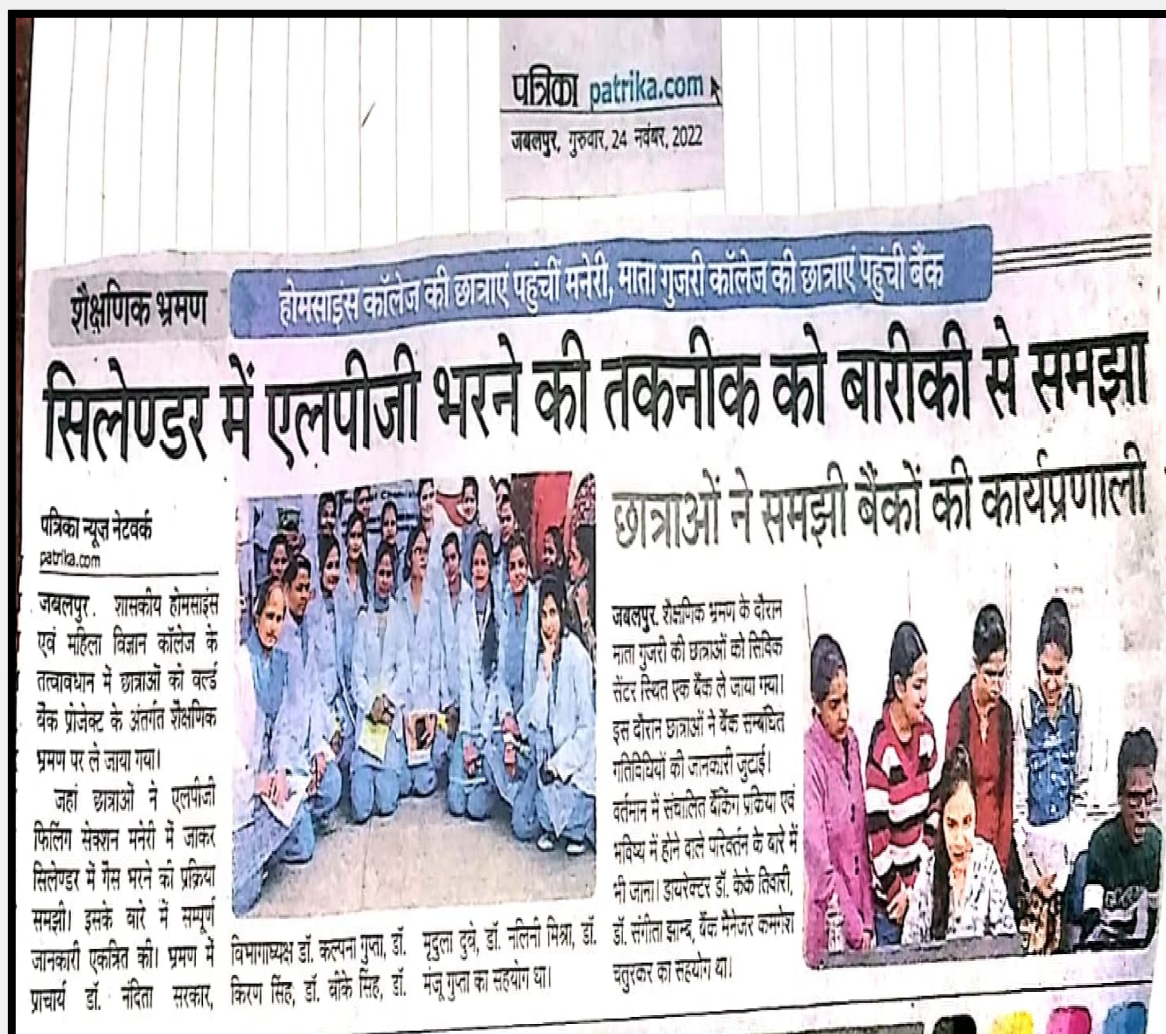 पत्रिका patrika.com
जबलपुर, गुरुवार, 24 नवंबर, 2022
शैक्षणिक भ्रमण
होमसाइंस कॉलेज की छात्राएं पहुंचीं मनेरी, माता गुजरी कॉलेज की छात्राएं पहुंची बैंक
सिलेण्डर में एलपीजी भरने की तकनीक को बारीकी से समझा
पत्रिका न्यूज नेटवर्क
patrika.com
जबलपुर. शासकीय होमसाइंस
एवं महिला विज्ञान कॉलेज के
तत्वावधान में छात्राओं को वर्ल्ड
बैंक प्रोजेक्ट के अंतर्गत शैक्षणिक
भ्रमण पर ले जाया गया।
जहां छात्राओं ने एलपीजी
फिलिंग सेक्शन मनेरी में जाकर
सिलेण्डर में गैस भरने की प्रक्रिया
समझी। इसके बारे में सम्पूर्ण
जानकारी एकत्रित की। भ्रमण में
प्राचार्य डॉ. नंदिता सरकार,
विभागाध्यक्ष डॉ. कल्पना गुप्ता, डॉ.
किरण सिंह, डॉ. वीके सिंह, डॉ.
मृदुला दुबे, डॉ. नलिनी मिश्रा, डॉ.
मंजू गुप्ता का सहयोग था।
छात्राओं ने समझी बैंकों की कार्यप्रणाली
जबलपुर. शैक्षणिक भ्रमण के दौरान
माता गुजरी की छात्राओं को सिविक
सेंटर स्थित एक बैंक ले जाया गया।
इस दौरान छात्राओं ने बैंक सम्बंधित
गतिविधियों की जानकारी जुटाई।
वर्तमान में संचालित बैंकिंग प्रक्रिया एवं
भविष्य में होने वाले परिवर्तन के बारे में
भी जाना। डायरेक्टर डॉ. केके तिवारी,
डॉ. संगीता झाम्ब, बैंक मैनेजर
चतुरकर का सहयोग था।